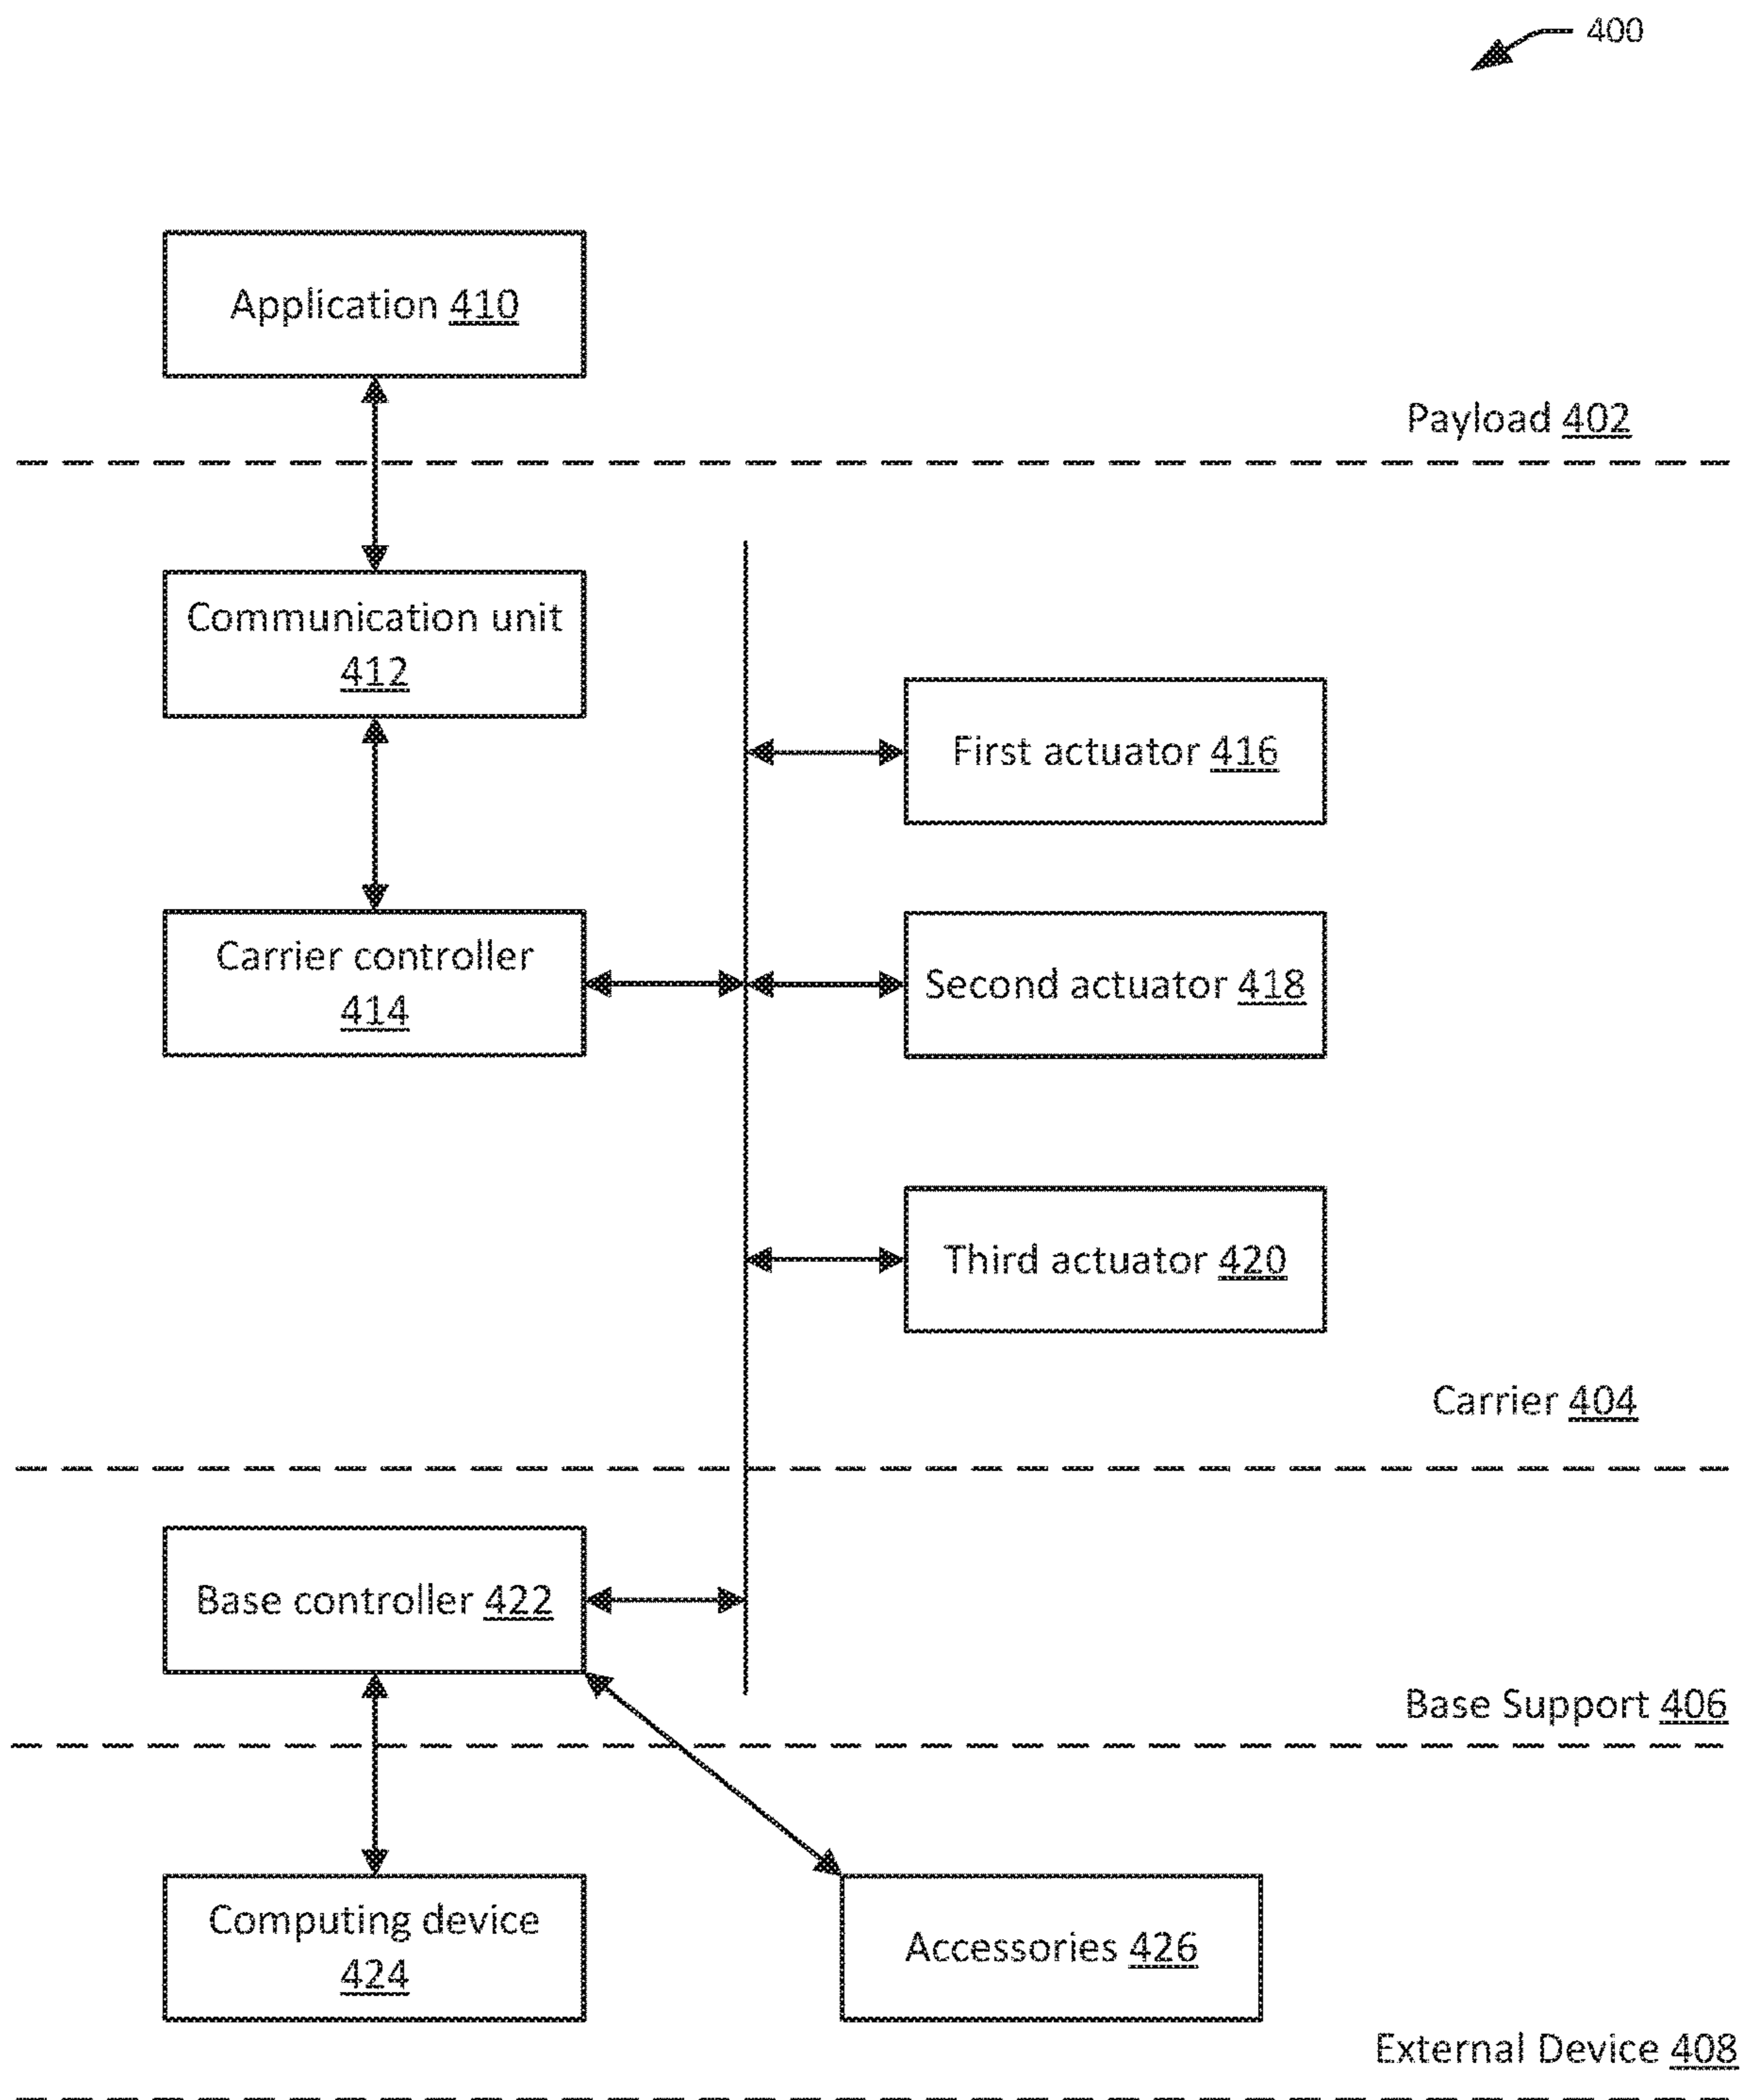 400
Application 410
Payload 402
Communication unit
412
First actuator 416
Carrier controller
414
Second actuator 418
Third actuator 420
Carrier 404
Base controller 422
Base Support 406
Computing device
424
Accessories 426
External Device 408